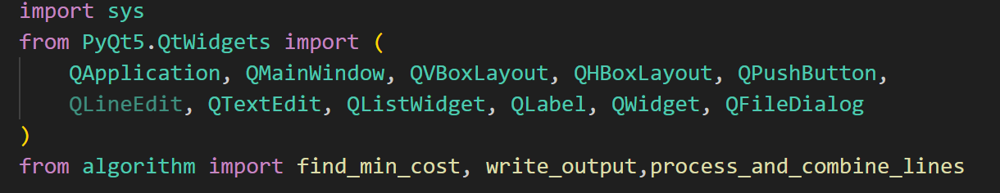 import sys
from PyQt5.QtWidgets import (
    QApplication, QMainWindow, QVBoxLayout, QHBoxLayout, QPushButton,
    QLineEdit, QTextEdit, QListWidget, QLabel, QWidget, QFileDialog
)
from algorithm import find_min_cost, write_output,process_and_combine_lines